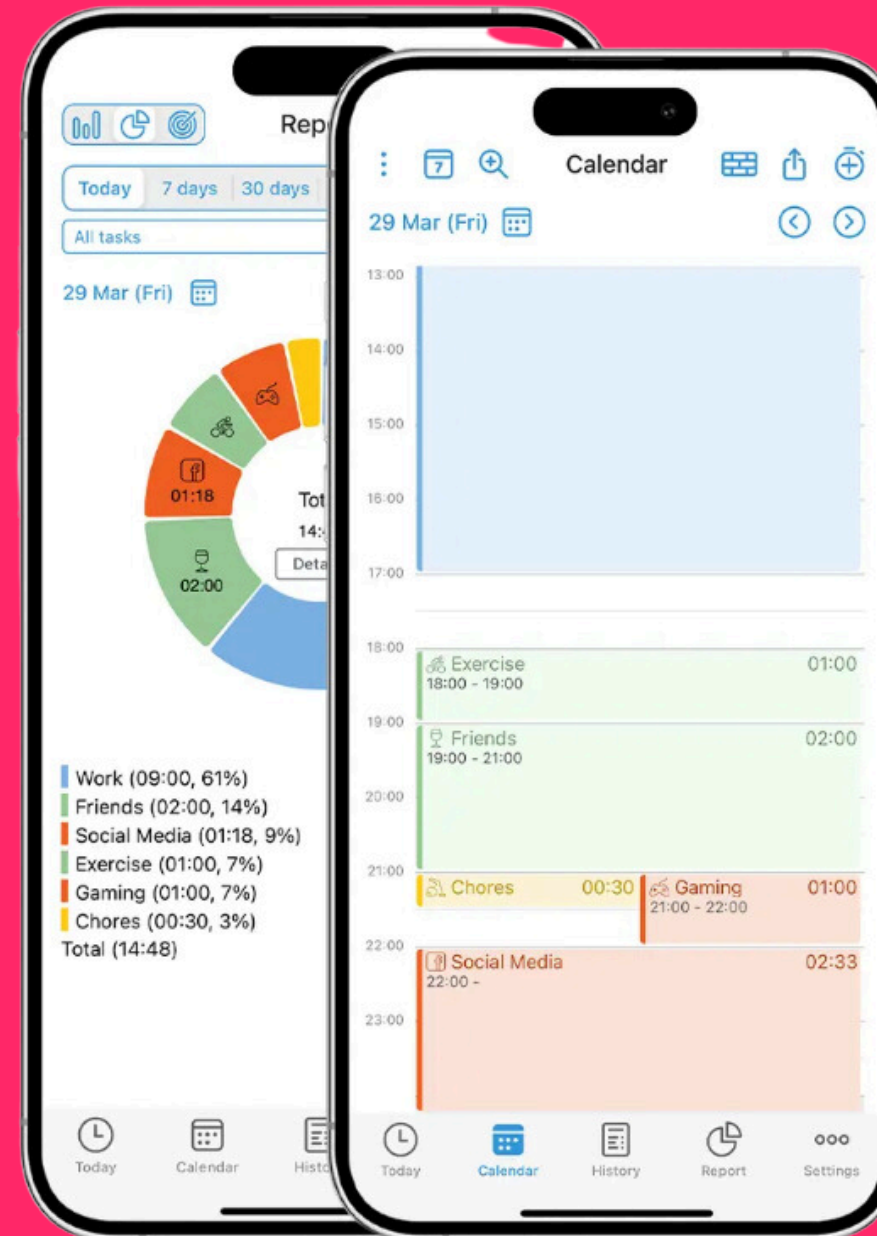 Rep
Today 7 days 30 days
All tasks
29 Mar (Fri)
01:18
02:00
Tot
14:
Deta
Work (09:00, 61%)
Friends (02:00, 14%)
Social Media (01:18, 9%)
Exercise (01:00, 7%)
Gaming (01:00, 7%)
Chores (00:30, 3%)
Total (14:48)
Today Calendar Histo
7 Calendar
29 Mar (Fri)
13:00
14:00
15:00
16:00
17:00
18:00
Exercise 01:00
18:00 - 19:00
19:00
Friends 02:00
19:00 - 21:00
20:00
21:00
Chores 00:30 Gaming 01:00
21:00 - 22:00
22:00
Social Media 02:33
22:00 -
23:00
Today Calendar History Report Settings